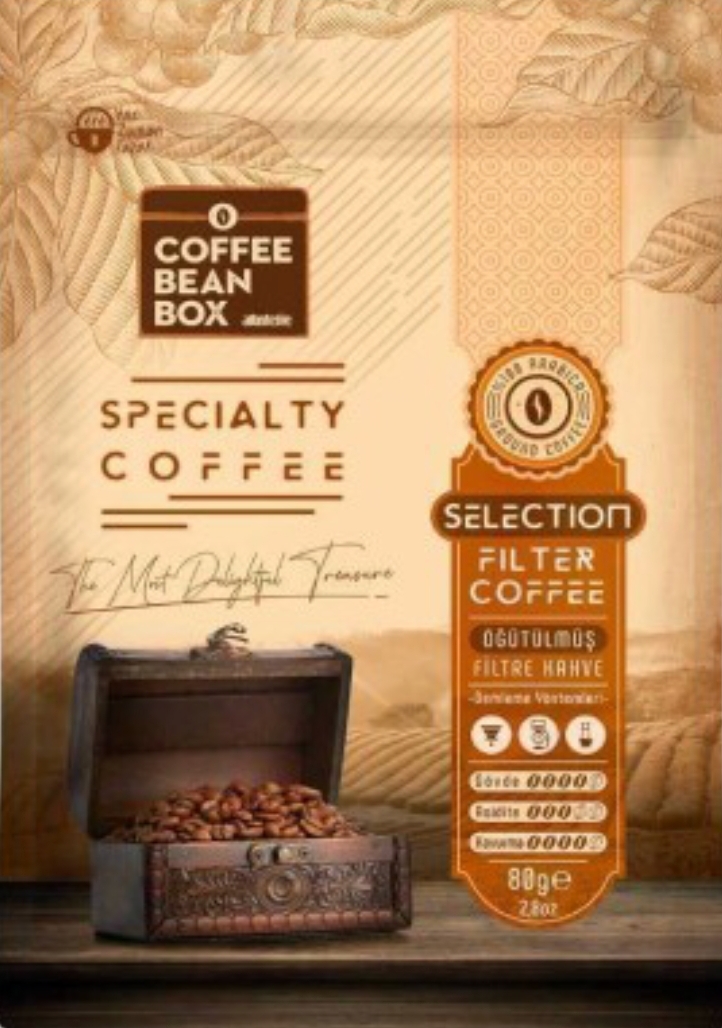 COFFEE
BEAN
BOX
SPECIALTY
COFFEE
The Most Delightful Treasure
%100 ARABICA
GROUND COFFEE
SELECTION
FILTER
COFFEE
ÖĞÜTÜLMÜŞ
FİLTRE KAHVE
-Demleme Yöntemleri-
Gövde
Asidite
Kavurma
80g℮
2,8oz